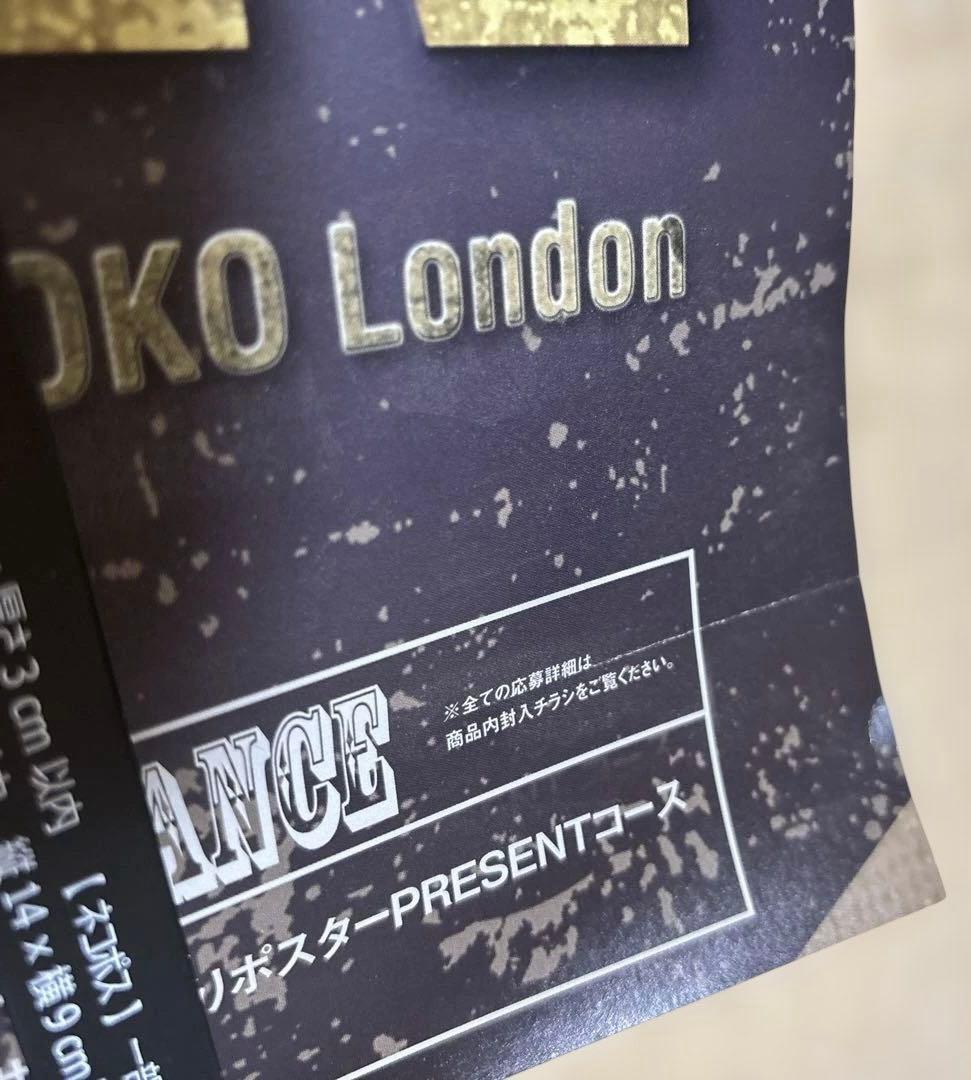 OKO London
ANCE
※全ての応募詳細は
商品内封入チラシをご覧ください。
リポスターPRESENTコース
長さ3cm以内
縦14×横9cm
【ネコポス】一部